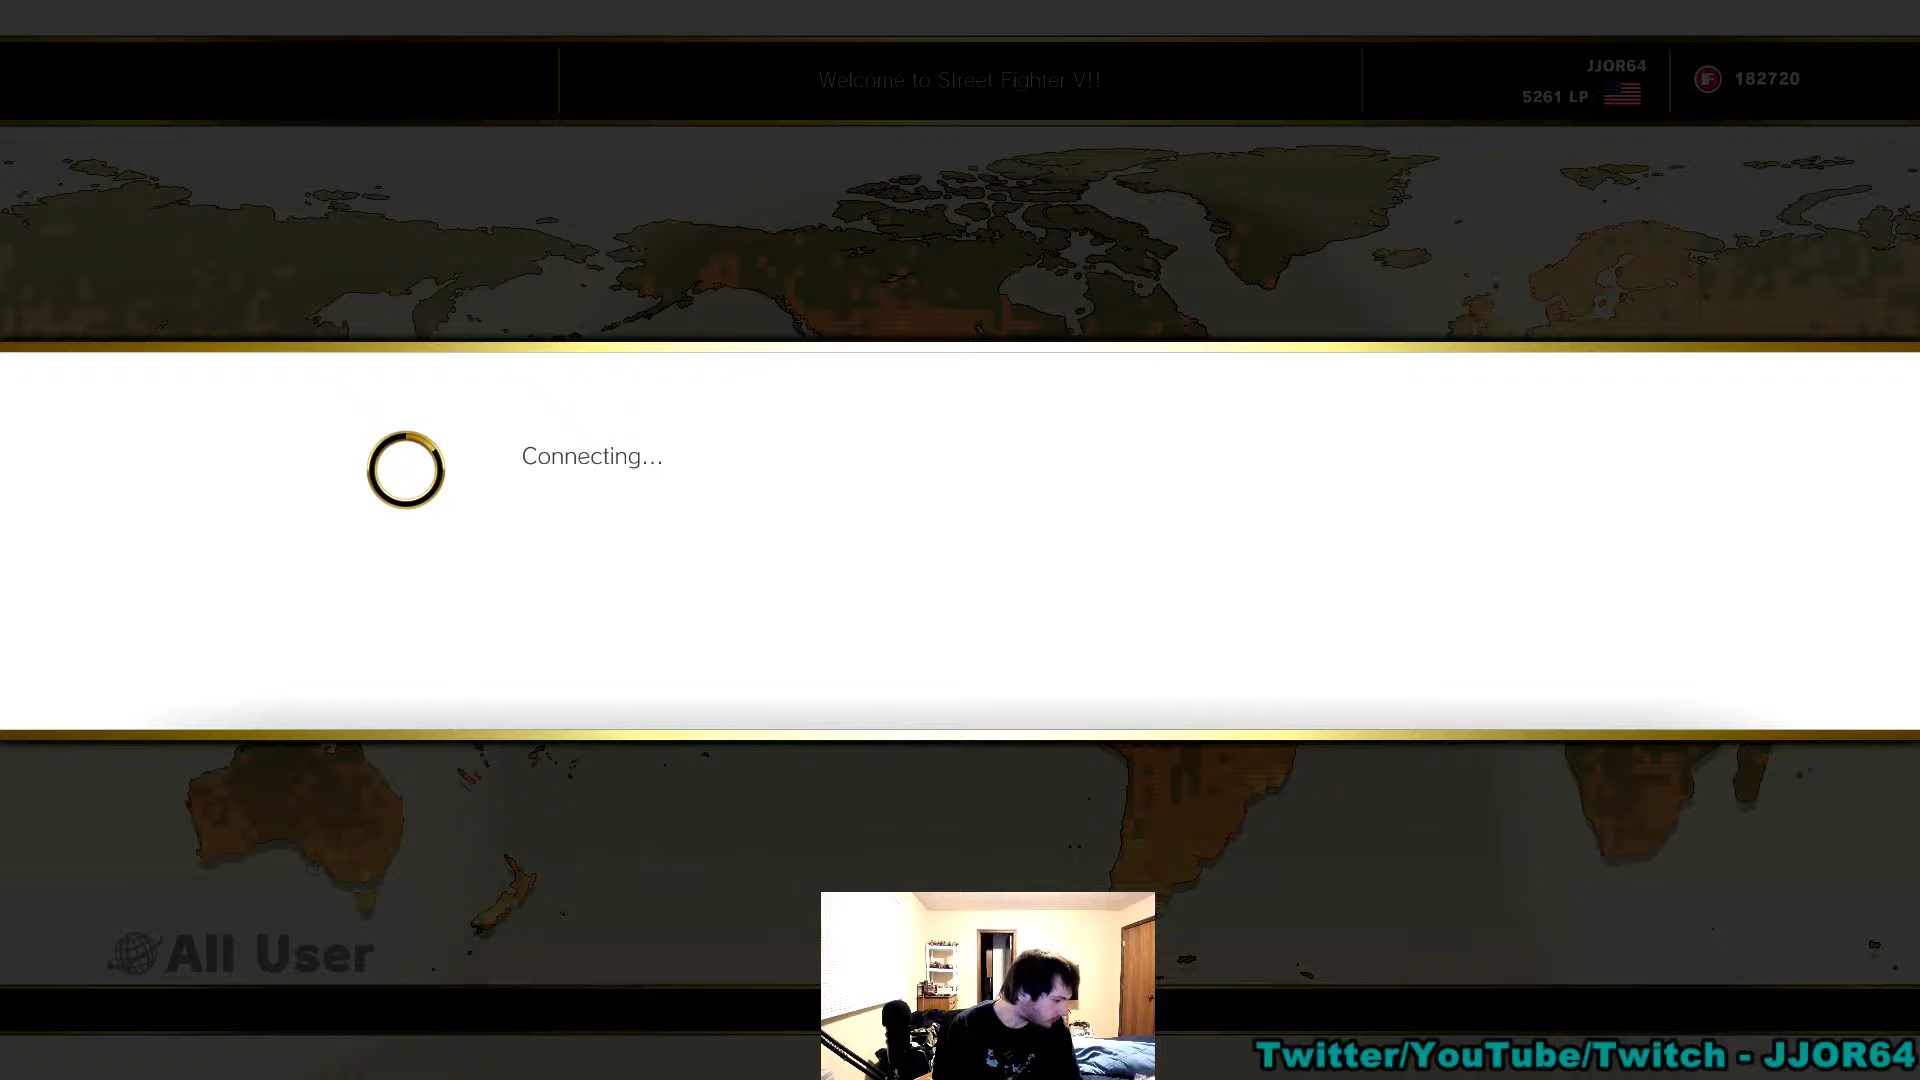 Welcome to Street Fighter V!!
JJOR64
5261 LP
F 182720
Connecting...
All User
Twitter/YouTube/Twitch - JJOR64